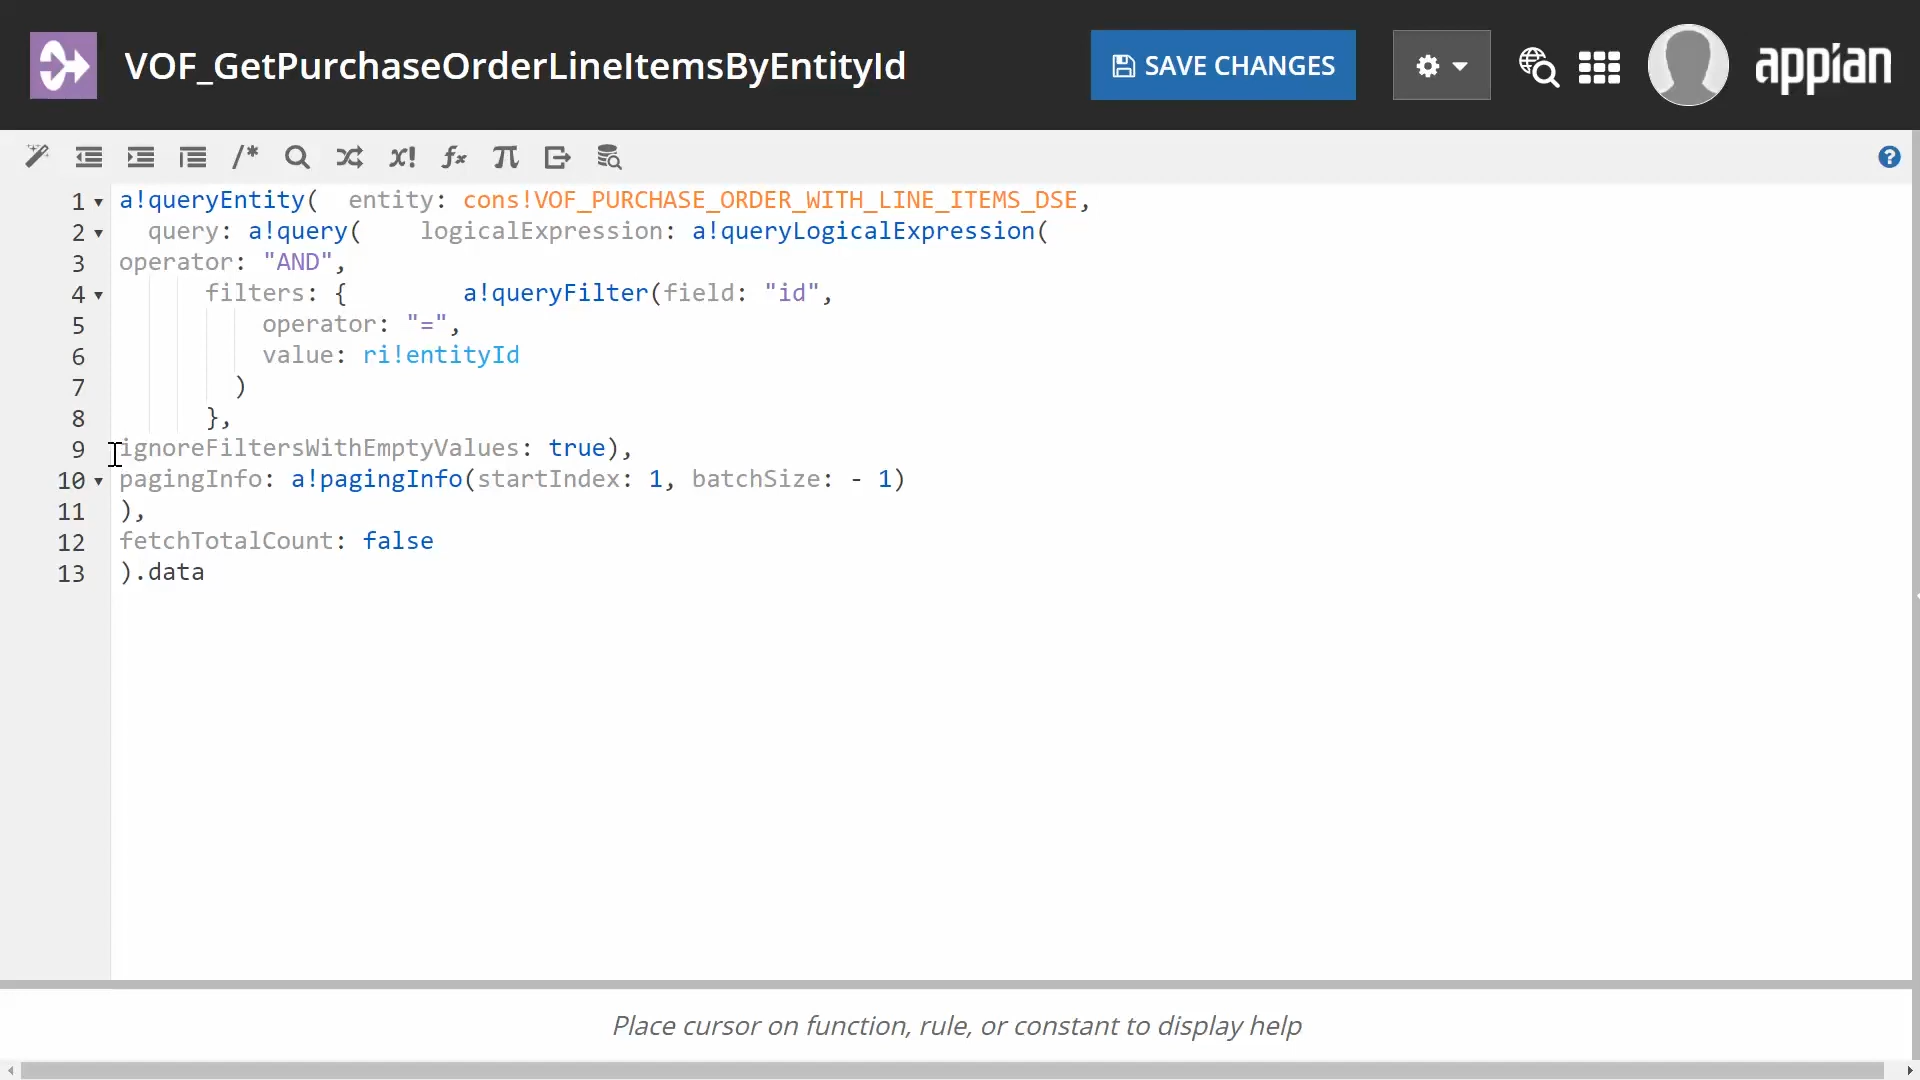 VOF_GetPurchaseOrderLineItemsByEntityId
SAVE CHANGES
appian
/* x! fx π ?
1 a!queryEntity(  entity: cons!VOF_PURCHASE_ORDER_WITH_LINE_ITEMS_DSE,
2   query: a!query(    logicalExpression: a!queryLogicalExpression(
3 operator: "AND",
4       filters: {        a!queryFilter(field: "id",
5           operator: "=",
6           value: ri!entityId
7         )
8       },
9 ignoreFiltersWithEmptyValues: true),
10 pagingInfo: a!pagingInfo(startIndex: 1, batchSize: - 1)
11 ),
12 fetchTotalCount: false
13 ).data
Place cursor on function, rule, or constant to display help